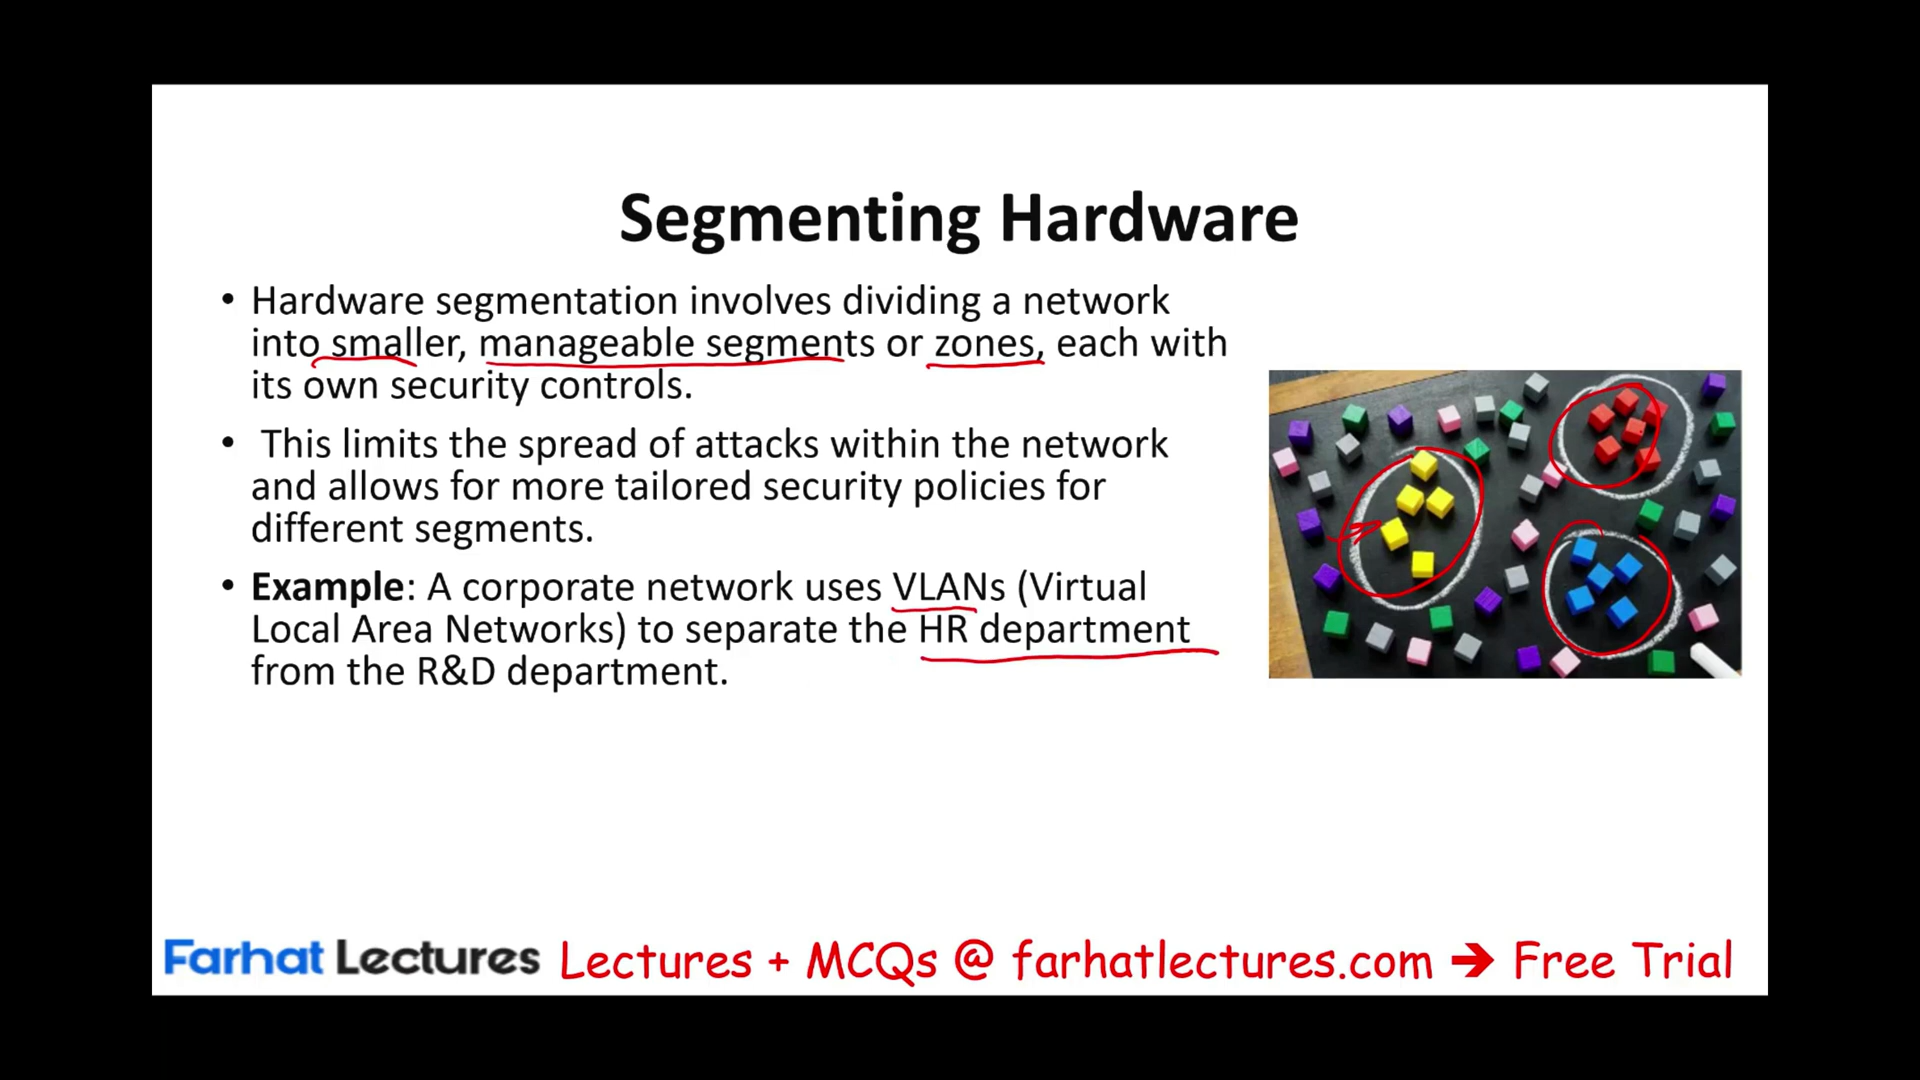 Segmenting Hardware
• Hardware segmentation involves dividing a network
into smaller, manageable segments or zones, each with
its own security controls.
• This limits the spread of attacks within the network
and allows for more tailored security policies for
different segments.
• Example: A corporate network uses VLANs (Virtual
Local Area Networks) to separate the HR department
from the R&D department.
Farhat Lectures Lectures + MCQs @ farhatlectures.com ➔ Free Trial